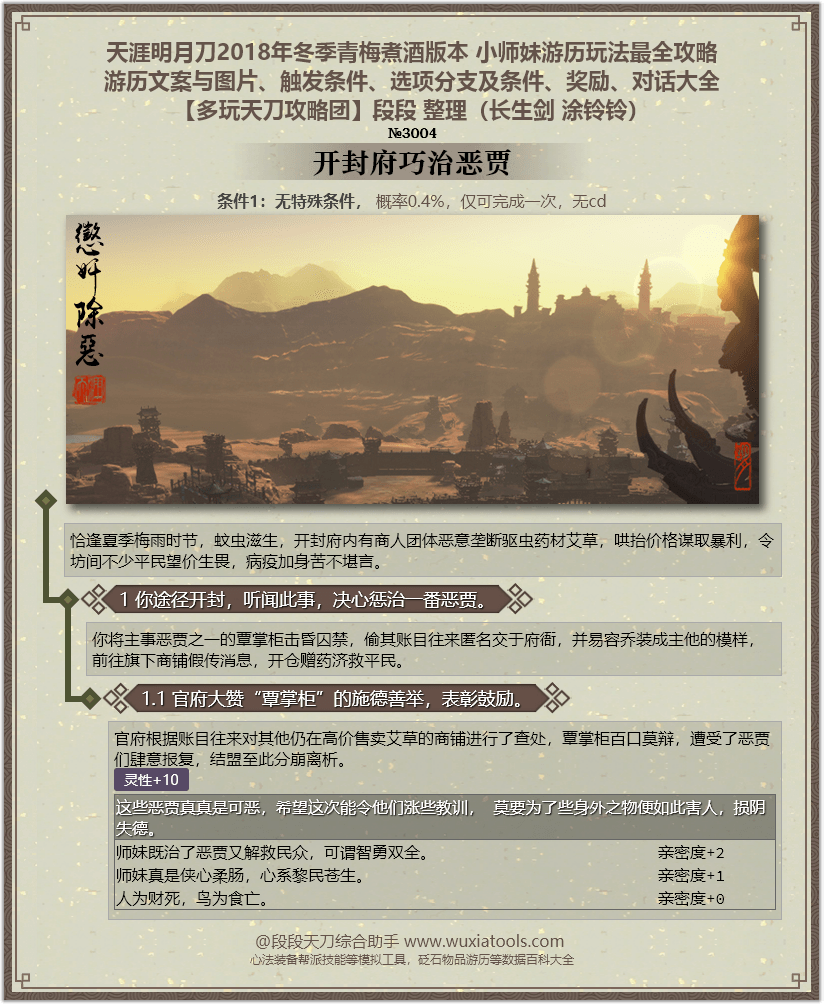 天涯明月刀2018年冬季青梅煮酒版本 小师妹游历玩法最全攻略
游历文案与图片、触发条件、选项分支及条件、奖励、对话大全
【多玩天刀攻略团】段段 整理（长生剑 涂铃铃）
№3004
开封府巧治恶贾
条件1：无特殊条件， 概率0.4%，仅可完成一次，无cd
懲奸除惡
恰逢夏季梅雨时节，蚊虫滋生，开封府内有商人团体恶意垄断驱虫药材艾草，哄抬价格谋取暴利，令
坊间不少平民望价生畏，病疫加身苦不堪言。
1 你途径开封，听闻此事，决心惩治一番恶贾。
你将主事恶贾之一的覃掌柜击昏囚禁，偷其账目往来匿名交于府衙，并易容乔装成主他的模样，
前往旗下商铺假传消息，开仓赠药济救平民。
1.1 官府大赞“覃掌柜”的施德善举，表彰鼓励。
官府根据账目往来对其他仍在高价售卖艾草的商铺进行了查处，覃掌柜百口莫辩，遭受了恶贾
们肆意报复，结盟至此分崩离析。
灵性+10
这些恶贾真真是可恶，希望这次能令他们涨些教训， 莫要为了些身外之物便如此害人，损阴
失德。
师妹既治了恶贾又解救民众，可谓智勇双全。 亲密度+2
师妹真是侠心柔肠，心系黎民苍生。 亲密度+1
人为财死，鸟为食亡。 亲密度+0
@段段天刀综合助手 www.wuxiatools.com
心法装备帮派技能等模拟工具，砭石物品游历等数据百科大全